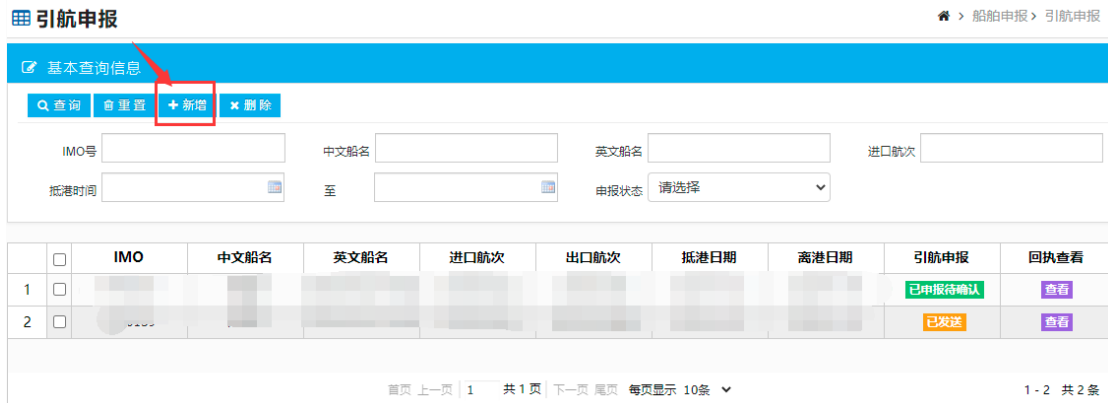 引航申报
船舶申报 > 引航申报
基本查询信息
查询 重置 新增 删除
IMO号 中文船名 英文船名 进口航次
抵港时间 至 申报状态 请选择
IMO 中文船名 英文船名 进口航次 出口航次 抵港日期 离港日期 引航申报 回执查看
1 已申报待确认 查看
2 已发送 查看
首页 上一页 1 共 1 页 下一页 尾页 每页显示 10条 1 - 2 共 2 条